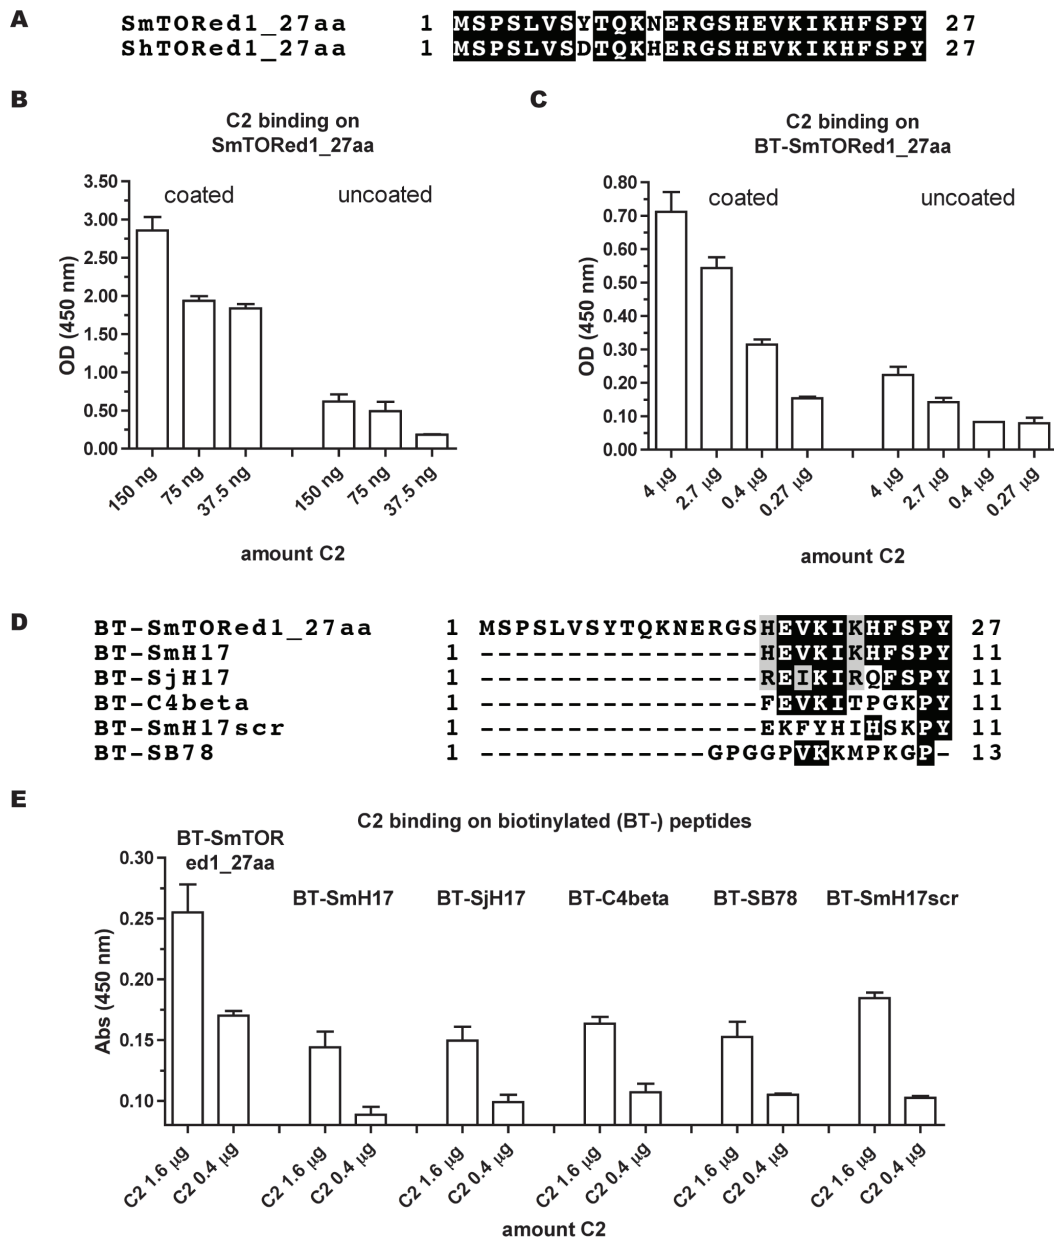 A
SmTORed1_27aa 1 MSPSLVSYTQKNERGSHEVKIKHFSPY 27
ShTORed1_27aa 1 MSPSLVSDTQKHERGSHEVKIKHFSPY 27
B
C2 binding on
SmTORed1_27aa
coated uncoated
OD (450 nm)
3.50
3.00
2.50
2.00
1.50
1.00
0.50
0.00
150 ng 75 ng 37.5 ng 150 ng 75 ng 37.5 ng
amount C2
C
C2 binding on
BT-SmTORed1_27aa
coated uncoated
OD (450 nm)
0.80
0.70
0.60
0.50
0.40
0.30
0.20
0.10
0.00
4 µg 2.7 µg 0.4 µg 0.27 µg 4 µg 2.7 µg 0.4 µg 0.27 µg
amount C2
D
BT-SmTORed1_27aa 1 MSPSLVSYTQKNERGSHEVKIKHFSPY 27
BT-SmH17 1 ----------------HEVKIKHFSPY 11
BT-SjH17 1 ----------------REIKIRQFSPY 11
BT-C4beta 1 ----------------FEVKITPGKPY 11
BT-SmH17scr 1 ----------------EKFYHIHSKPY 11
BT-SB78 1 -------------GPGGPVKKMPKGP- 13
E
C2 binding on biotinylated (BT-) peptides
BT-SmTOR
ed1_27aa
BT-SmH17 BT-SjH17 BT-C4beta BT-SB78 BT-SmH17scr
Abs (450 nm)
0.30
0.25
0.20
0.15
0.10
C2 1.6 µg C2 0.4 µg C2 1.6 µg C2 0.4 µg C2 1.6 µg C2 0.4 µg C2 1.6 µg C2 0.4 µg C2 1.6 µg C2 0.4 µg C2 1.6 µg C2 0.4 µg
amount C2